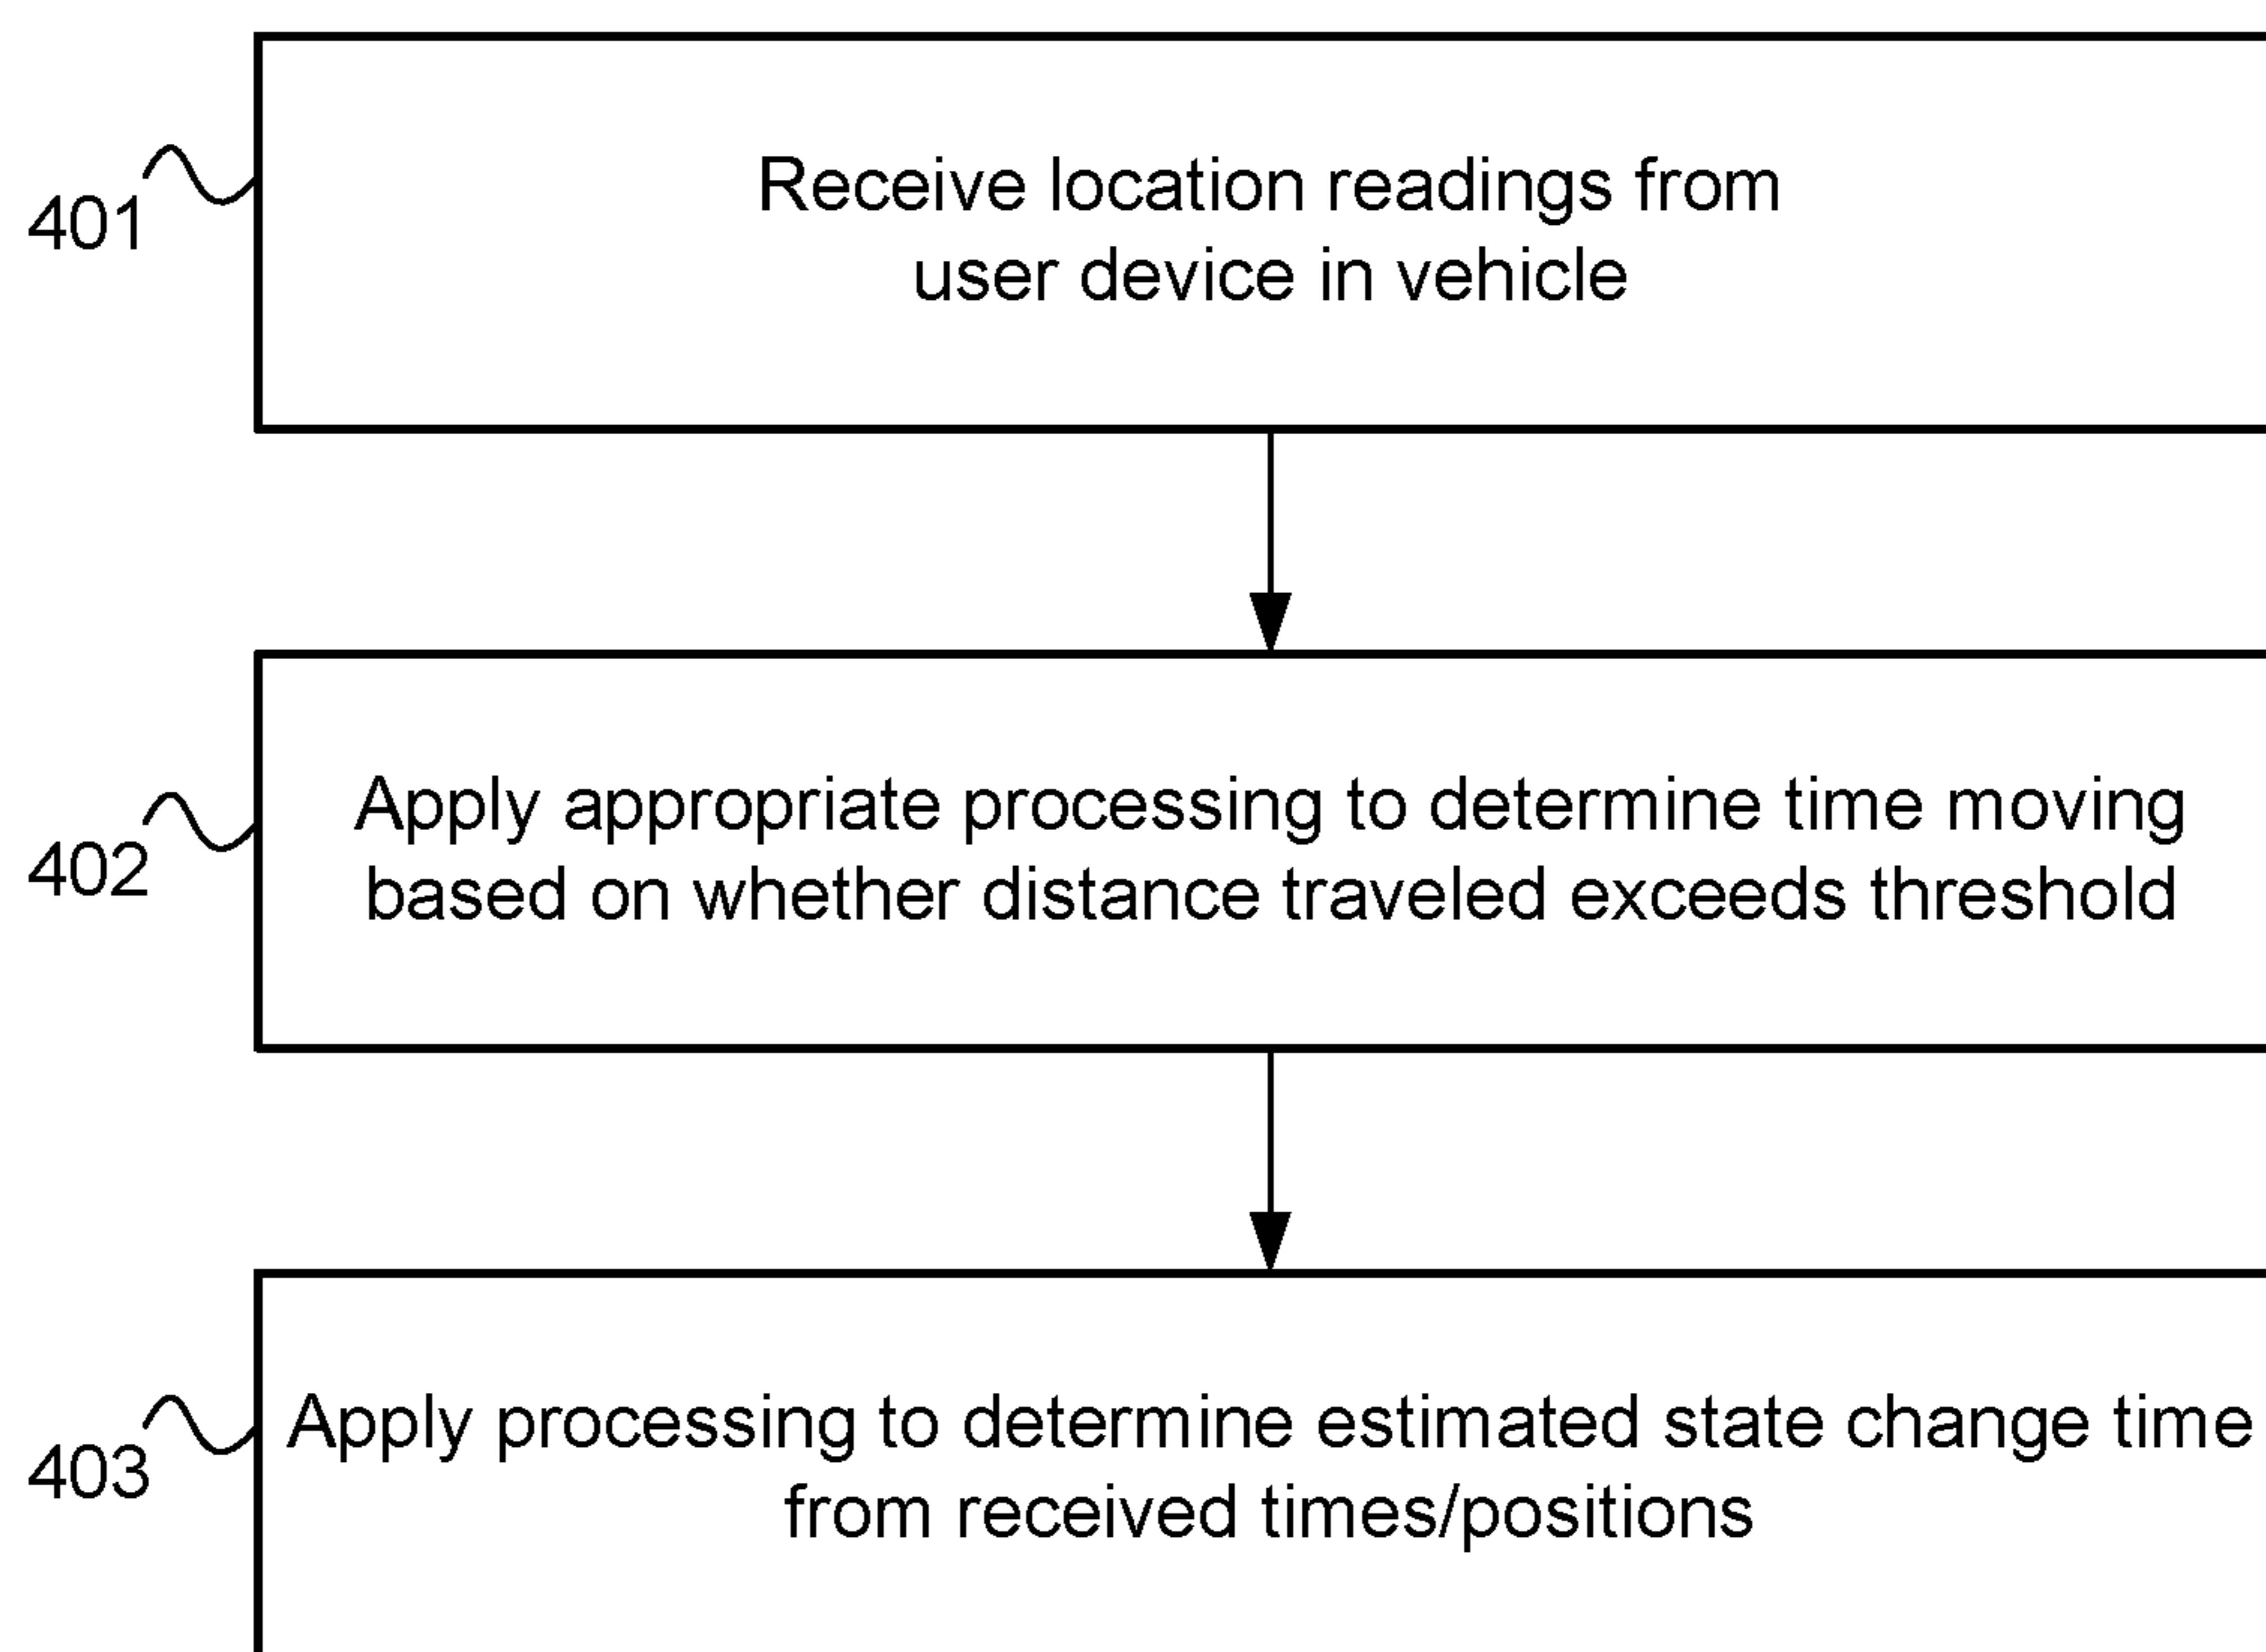 Receive location readings from
user device in vehicle
401
Apply appropriate processing to determine time moving
based on whether distance traveled exceeds threshold
402
Apply processing to determine estimated state change time
from received times/positions
403